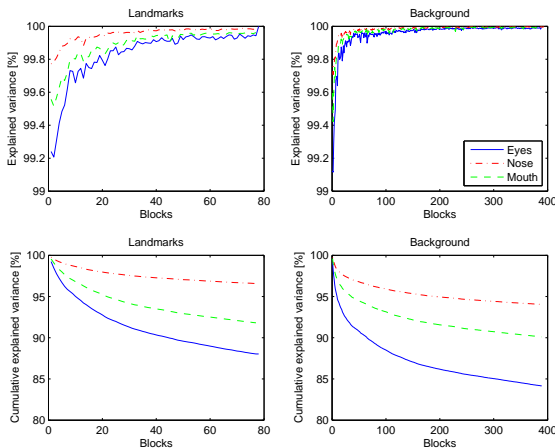 Landmarks
Explained variance [%]
100
99.8
99.6
99.4
99.2
99
0 20 40 60 80
Blocks
Background
Explained variance [%]
100
99.8
99.6
99.4
99.2
99
Eyes
Nose
Mouth
0 100 200 300 400
Blocks
Landmarks
Cumulative explained variance [%]
100
95
90
85
80
0 20 40 60 80
Blocks
Background
Cumulative explained variance [%]
100
95
90
85
80
0 100 200 300 400
Blocks